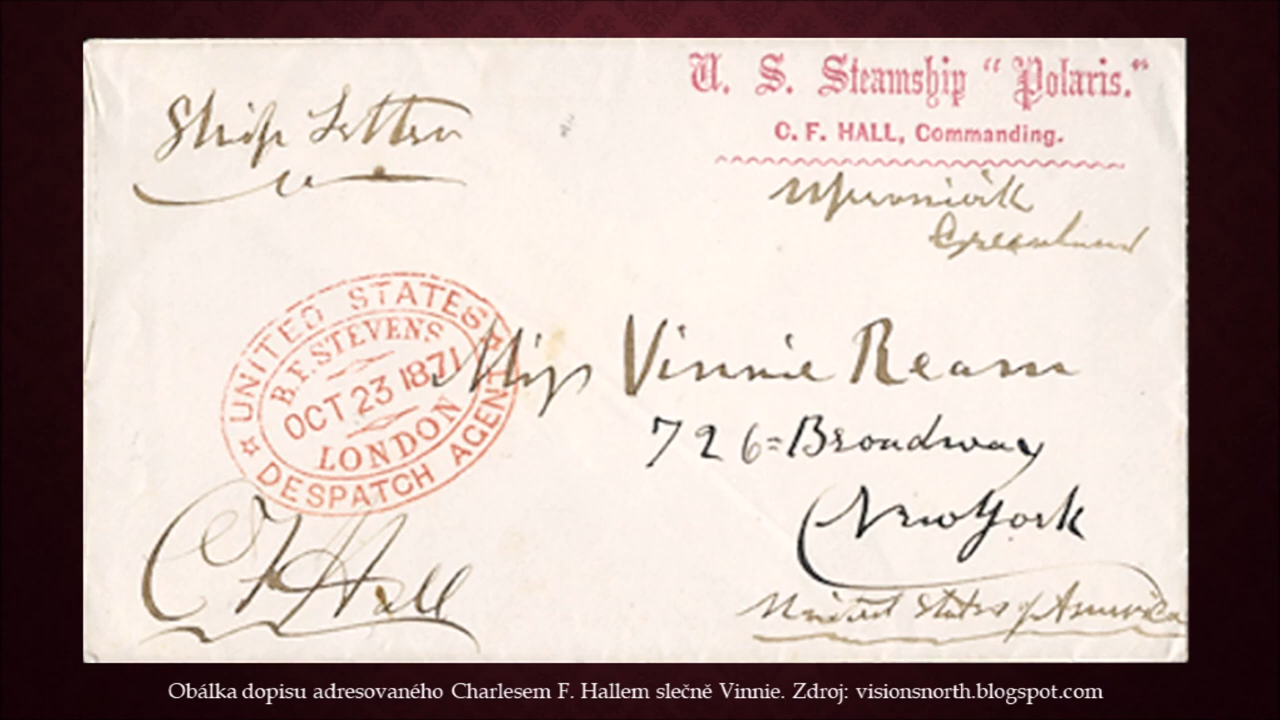 Ship Letter
U. S. Steamship “Polaris.”
C. F. HALL, Commanding.
Upernivik
Greenland
UNITED STATES
B.F. STEVENS
OCT 23 1871
LONDON
DESPATCH AGENT
Miss Vinnie Ream
726 = Broadway
New York
United States of America
C F Hall
Obálka dopisu adresovaného Charlesem F. Hallem slečně Vinnie. Zdroj: visionsnorth.blogspot.com